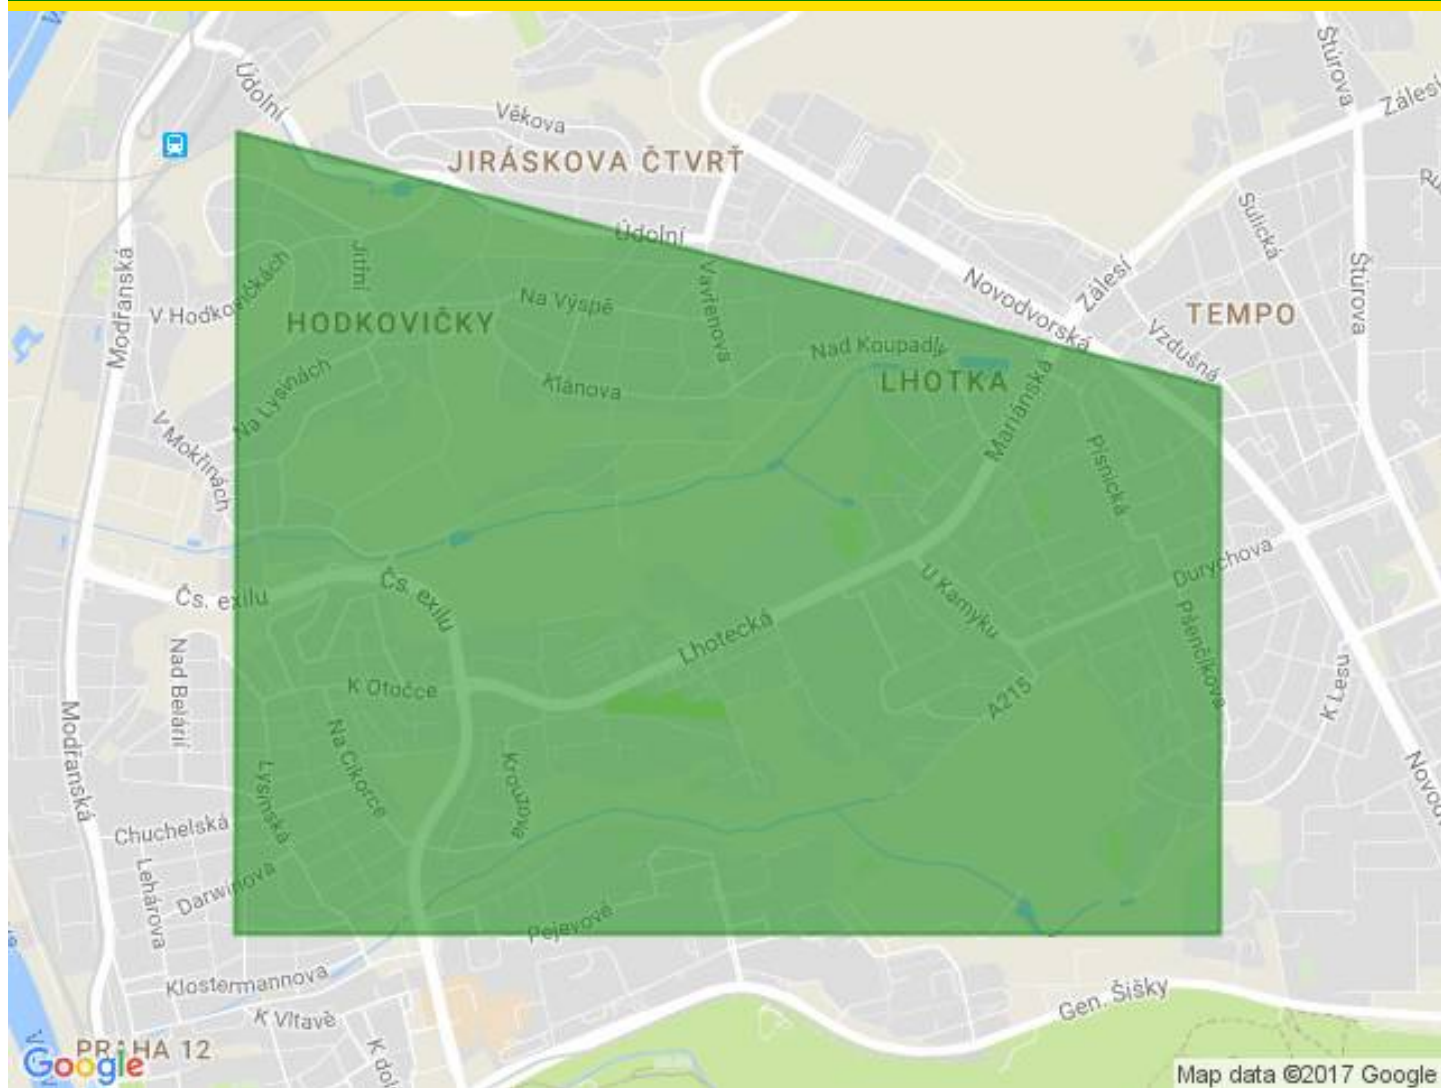 Štúrova
Zálesí
Údolní
Věkova
JIRÁSKOVA ČTVRŤ
Sulická
Údolní
Modřanská
Jitřní
V Hodkovičkách
Na Výspě
Vavřenova
Novodvorská
Zálesí
Štúrova
TEMPO
HODKOVIČKY
Vzdušná
Nad Koupadly
LHOTKA
Na Lysinách
Klánova
Mariánská
V Mokřinách
Písnická
Durychova
Čs. exilu
Čs. exilu
U Kamýku
Lhotecká
Pšenčíkova
Nad Belárií
K Otočce
A215
K Lesu
Modřanská
Na Cikorce
Lysinská
Krouzova
Chuchelská
Lehárova
Darwinova
Pejevové
Klostermannova
Gen. Šišky
K Vltavě
PRAHA 12
Google
Map data ©2017 Google